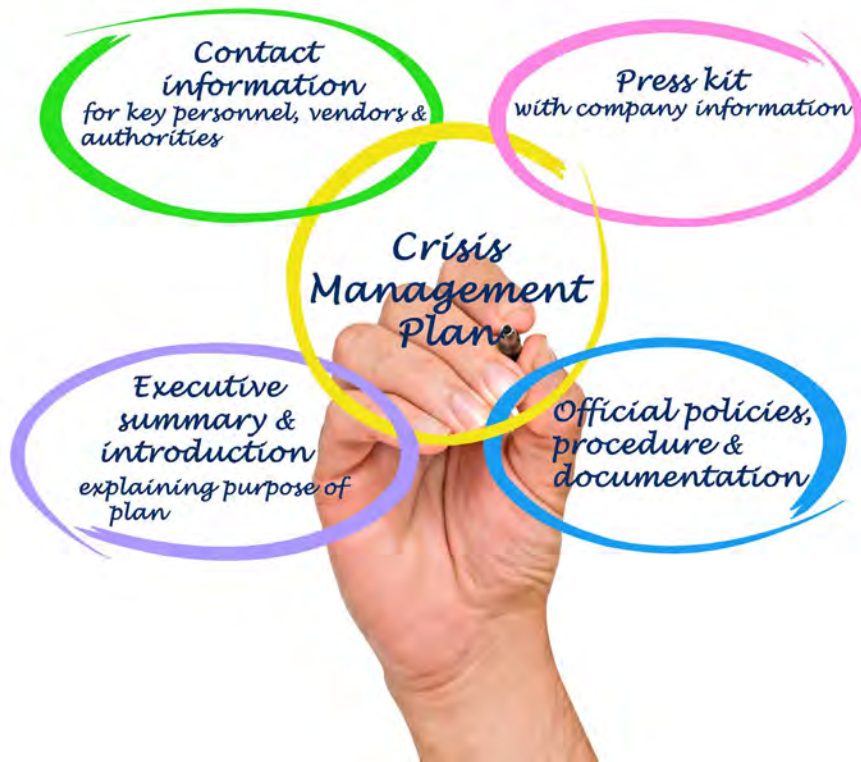 Contact
information
for key personnel, vendors &
authorities
Press kit
with company information
Crisis
Management
Plan
Executive
summary &
introduction
explaining purpose of
plan
Official policies,
procedure &
documentation